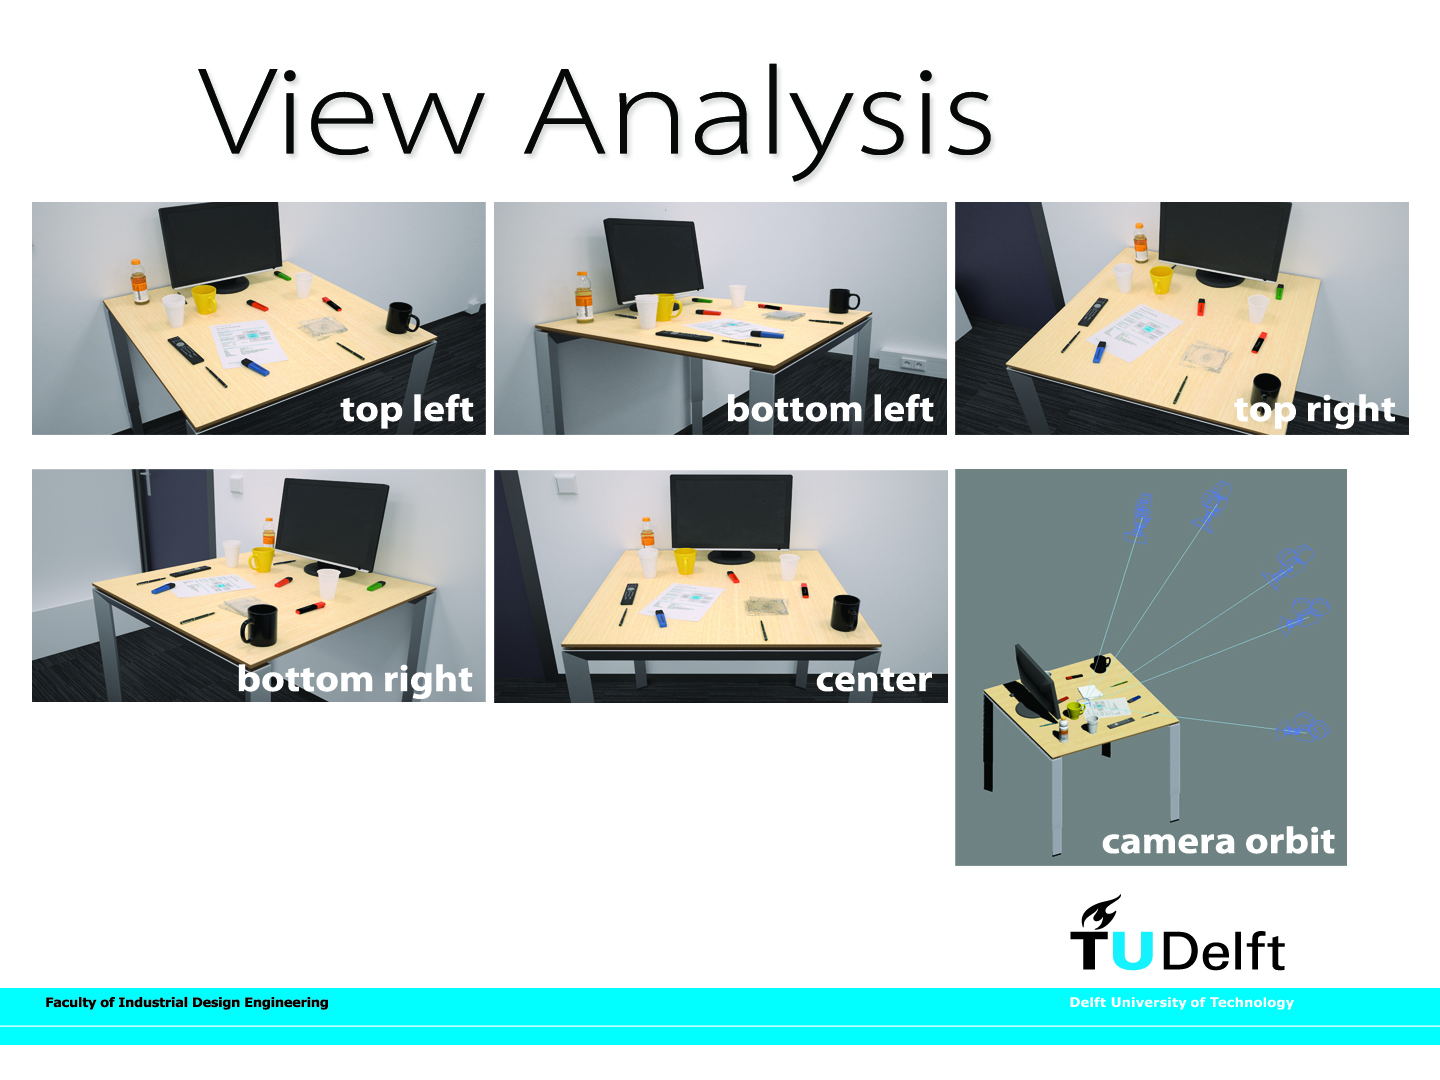 View Analysis
top left
bottom left
top right
bottom right
center
camera orbit
TUDelft
Faculty of Industrial Design Engineering
Delft University of Technology